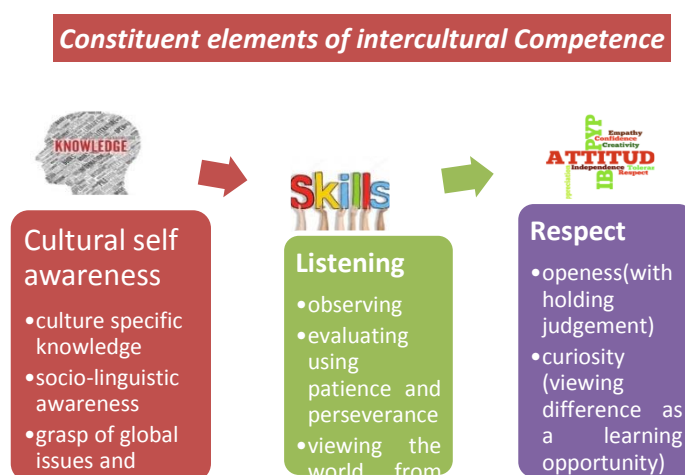 Constituent elements of intercultural Competence
KNOWLEDGE
Cultural self
awareness
•culture specific
knowledge
•socio-linguistic
awareness
•grasp of global
issues and
Skills
Listening
•observing
•evaluating
using
patience and
perseverance
•viewing the
world from
PYP
Empathy
Confidence
Creativity
ATTITUD
Independence
Respect
IB
Respect
•openess(with
holding
judgement)
•curiosity
(viewing
difference as
a learning
opportunity)